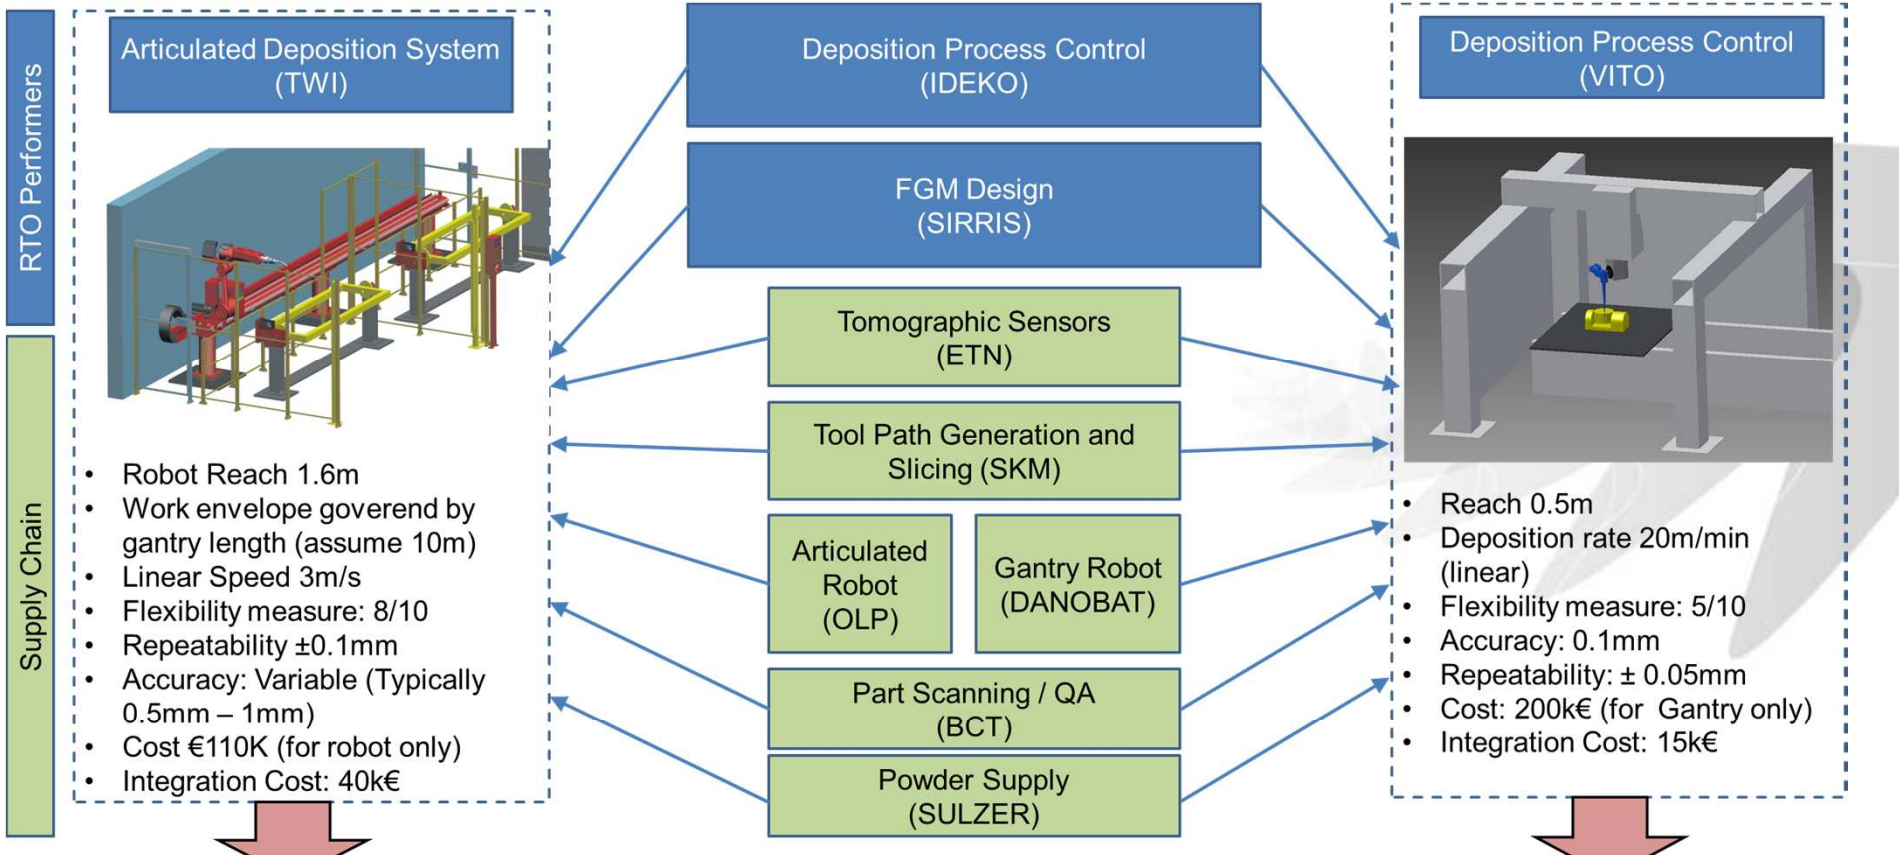 RTO Performers
Supply Chain
Articulated Deposition System
(TWI)
• Robot Reach 1.6m
• Work envelope goverend by
gantry length (assume 10m)
• Linear Speed 3m/s
• Flexibility measure: 8/10
• Repeatability ±0.1mm
• Accuracy: Variable (Typically
0.5mm – 1mm)
• Cost €110K (for robot only)
• Integration Cost: 40k€
Deposition Process Control
(IDEKO)
FGM Design
(SIRRIS)
Tomographic Sensors
(ETN)
Tool Path Generation and
Slicing (SKM)
Articulated
Robot
(OLP)
Gantry Robot
(DANOBAT)
Part Scanning / QA
(BCT)
Powder Supply
(SULZER)
Deposition Process Control
(VITO)
• Reach 0.5m
• Deposition rate 20m/min
(linear)
• Flexibility measure: 5/10
• Accuracy: 0.1mm
• Repeatability: ± 0.05mm
• Cost: 200k€ (for  Gantry only)
• Integration Cost: 15k€